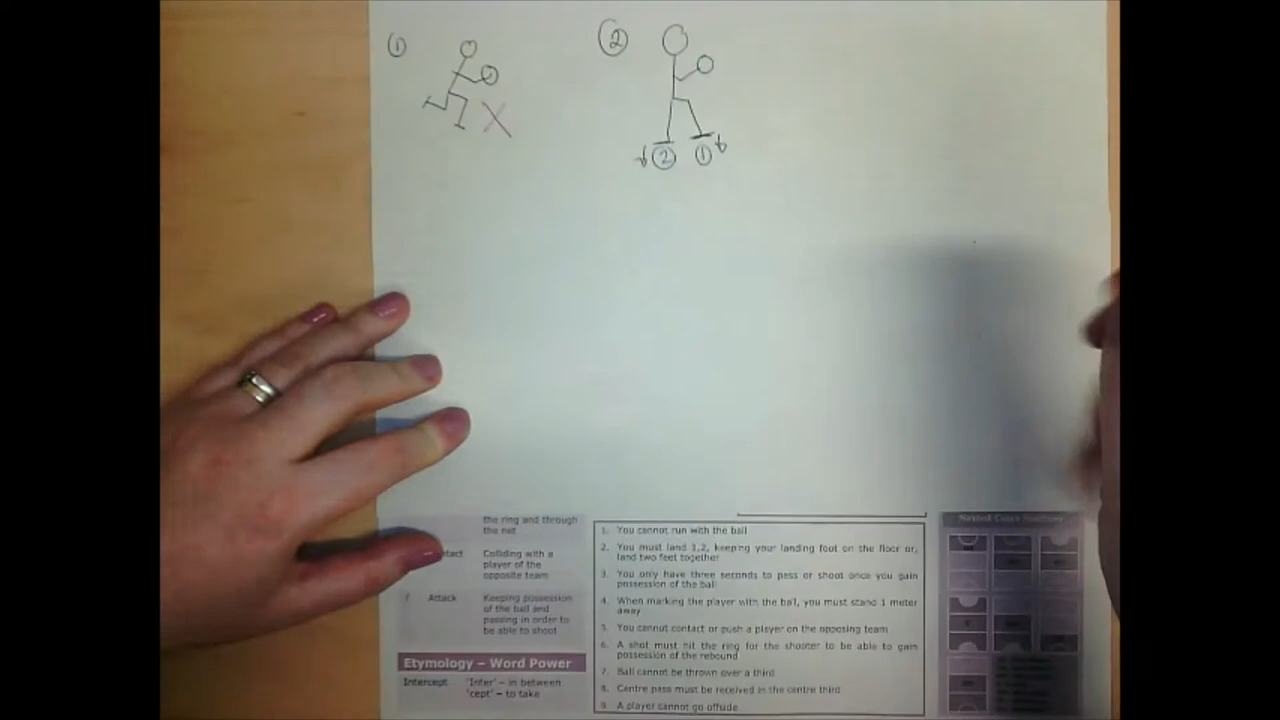 ① ②
X
② ①
the ring and through
the net
Colliding with a
player of the
opposite team
Attack Keeping possession
of the ball and
passing in order to
be able to shoot
Etymology – Word Power
Intercept 'Inter' – in between
'cept' – to take
1. You cannot run with the ball
2. You must land 1,2, keeping your landing foot on the floor or,
land two feet together
3. You only have three seconds to pass or shoot once you gain
possession of the ball
4. When marking the player with the ball, you must stand 1 meter
away
5. You cannot contact or push a player on the opposing team
6. A shot must hit the ring for the shooter to be able to gain
possession of the rebound
7. Ball cannot be thrown over a third
8. Centre pass must be received in the centre third
9. A player cannot go offside
Netball Court